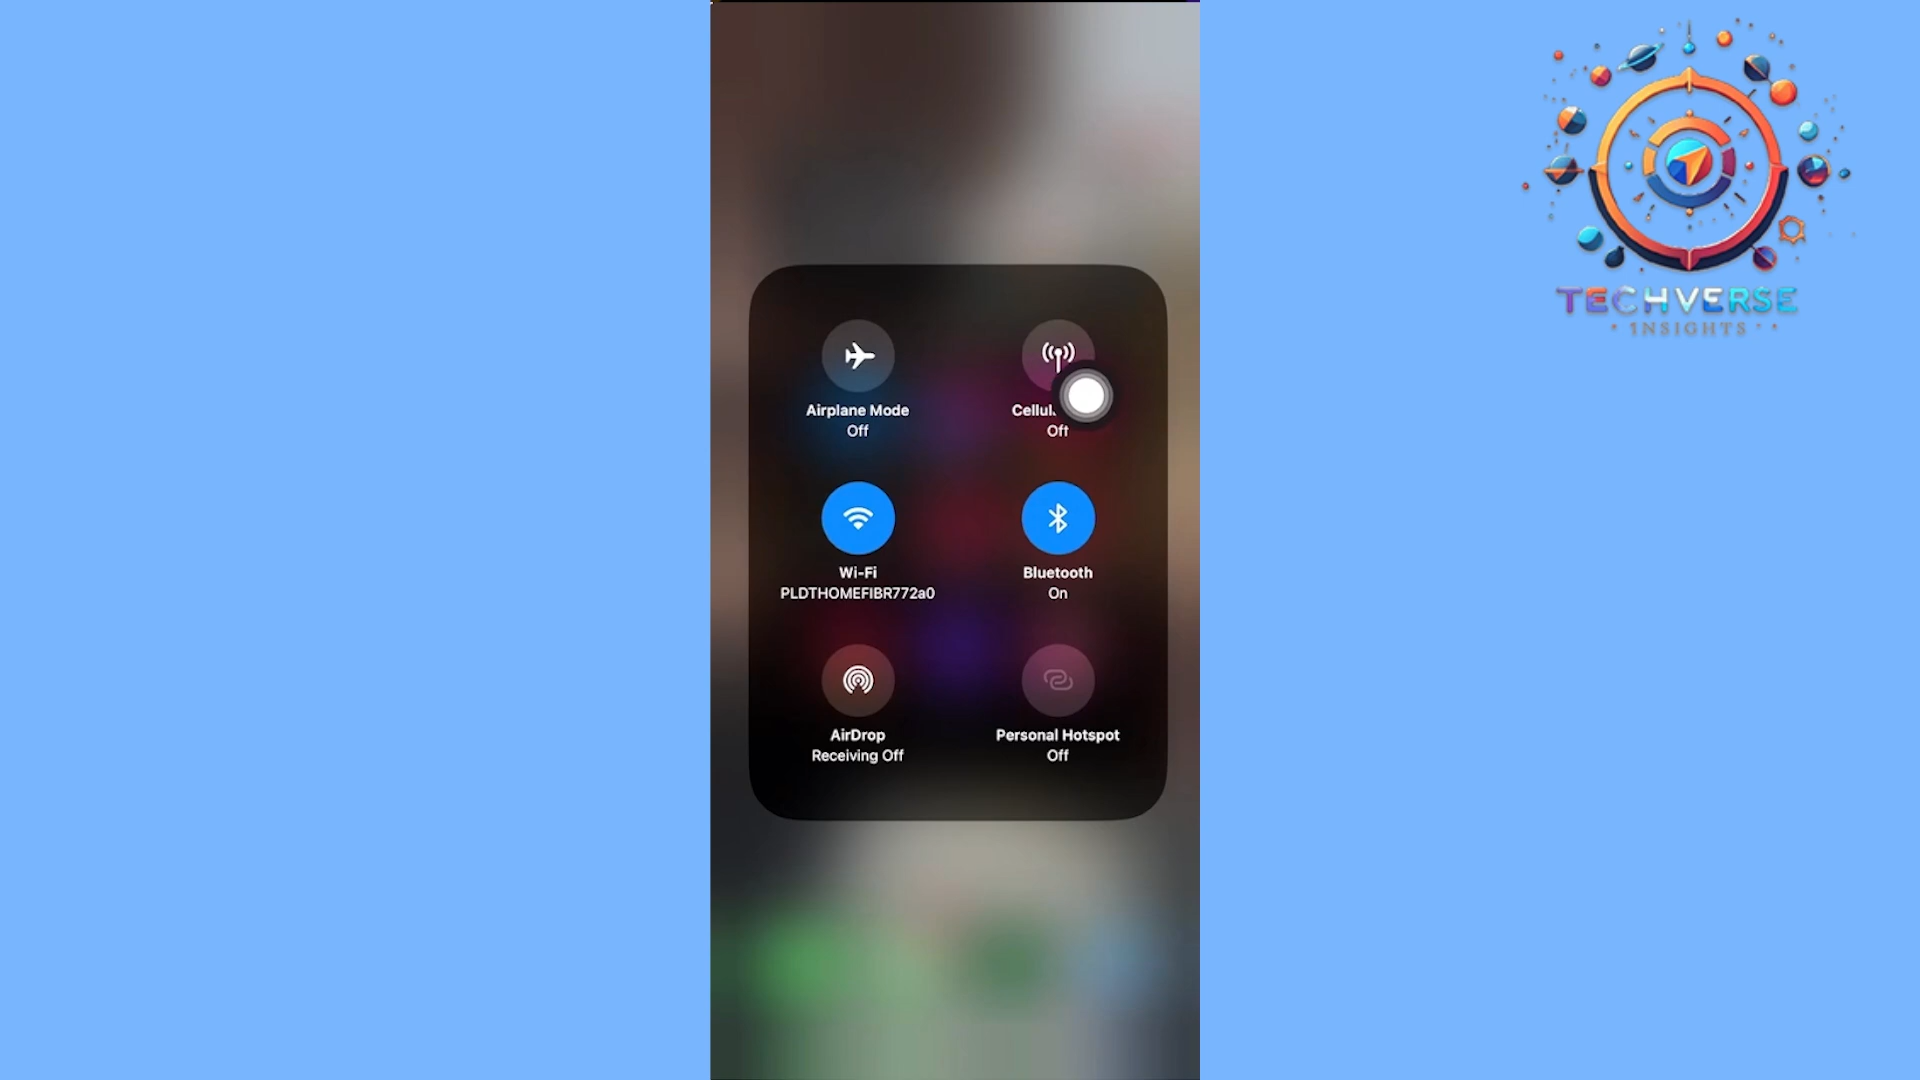 TECHVERSE
INSIGHTS
Airplane Mode
Off
Off
Wi-Fi
PLDTHOMEFIBR772a0
Bluetooth
On
AirDrop
Receiving Off
Personal Hotspot
Off